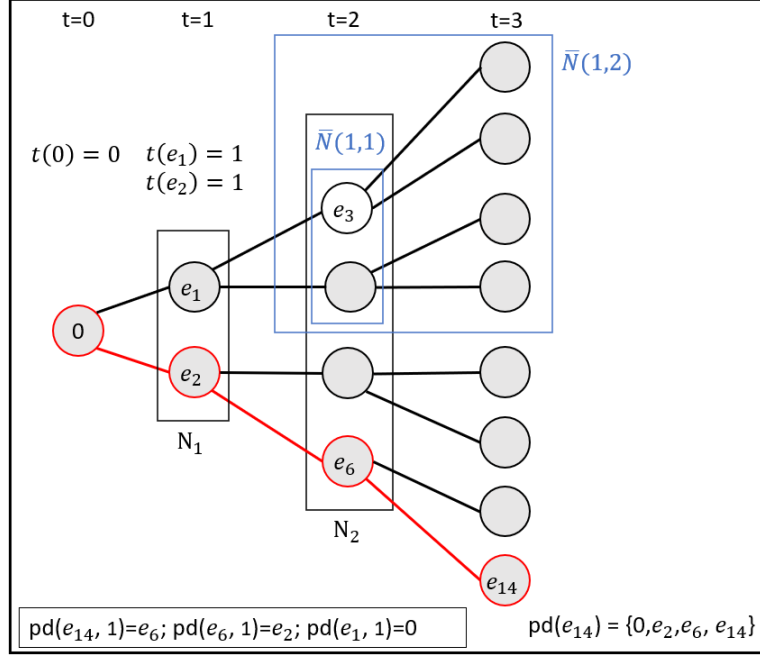 t=0 t=1 t=2 t=3
N̅(1,2)
N̅(1,1)
t(0) = 0 t(e₁) = 1
t(e₂) = 1
e₃
e₁
0
e₂
N₁
e₆
N₂
e₁₄
pd(e₁₄, 1)=e₆; pd(e₆, 1)=e₂; pd(e₁, 1)=0
pd(e₁₄) = {0,e₂,e₆, e₁₄}